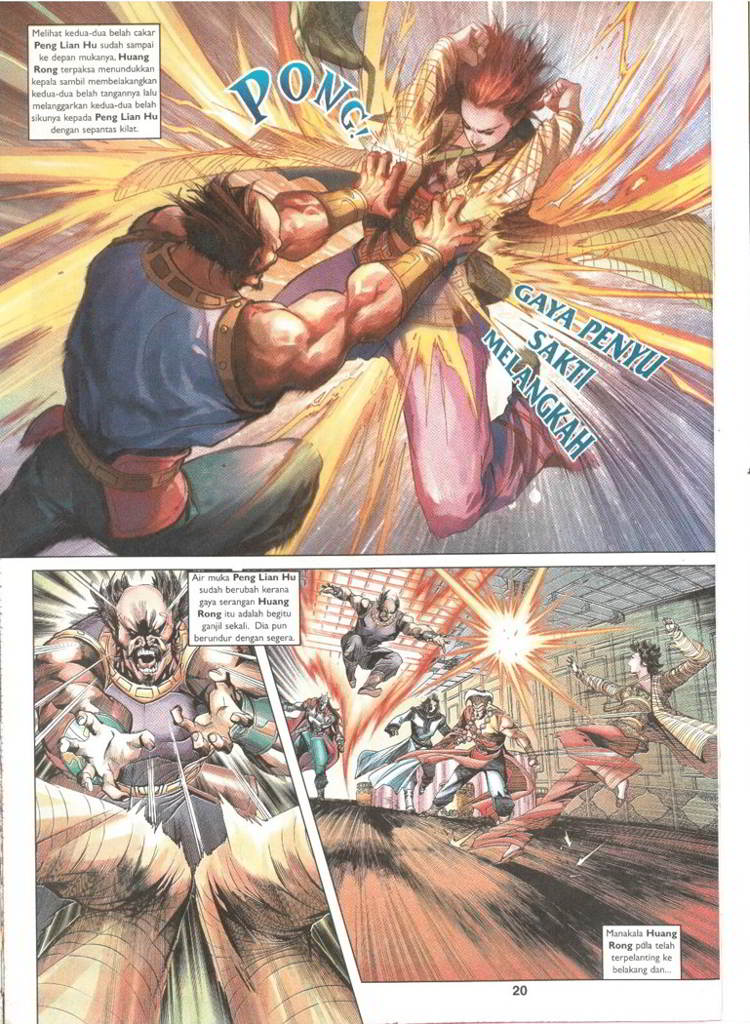 Melihat kedua-dua belah cakar
Peng Lian Hu sudah sampai
ke depan mukanya, Huang
Rong terpaksa menundukkan
kepala sambil membelakangkan
kedua-dua belah tangannya lalu
melanggarkan kedua-dua belah
sikunya kepada Peng Lian Hu
dengan sepantas kilat.
PONG!
GAYA PENYU
SAKTI
MELANGKAH
Air muka Peng Lian Hu
sudah berubah kerana
gaya serangan Huang
Rong itu adalah begitu
ganjil sekali. Dia pun
berundur dengan segera.
Manakala Huang
Rong pula telah
terpelanting ke
belakang dan...
20